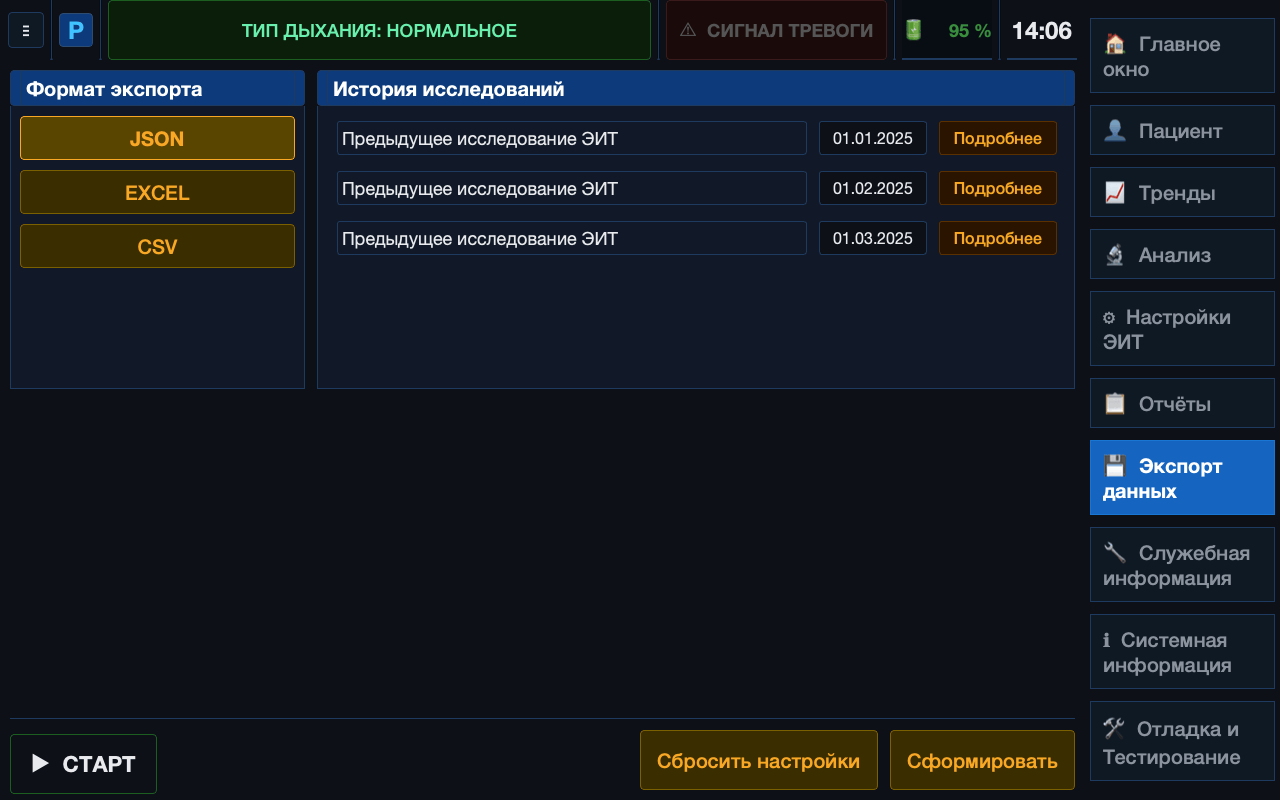 P
ТИП ДЫХАНИЯ: НОРМАЛЬНОЕ
⚠ СИГНАЛ ТРЕВОГИ
95 %
14:06
Формат экспорта
JSON
EXCEL
CSV
История исследований
Предыдущее исследование ЭИТ 01.01.2025 Подробнее
Предыдущее исследование ЭИТ 01.02.2025 Подробнее
Предыдущее исследование ЭИТ 01.03.2025 Подробнее
Главное
окно
Пациент
Тренды
Анализ
Настройки
ЭИТ
Отчёты
Экспорт
данных
Служебная
информация
ℹ Системная
информация
Отладка и
Тестирование
▶ СТАРТ
Сбросить настройки
Сформировать